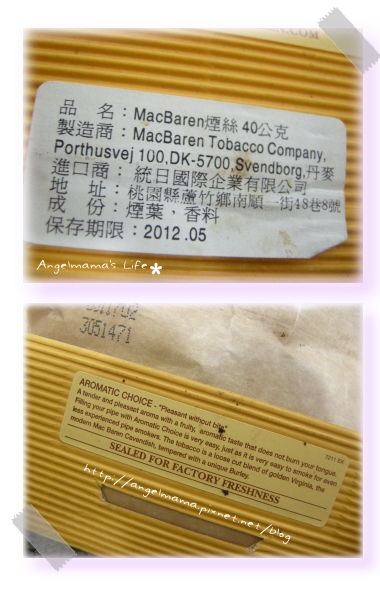 .COM
品 名：MacBaren煙絲 40公克
製造商：MacBaren Tobacco Company,
Porthusvej 100,DK-5700,Svendborg,丹麥
進口商：統日國際企業有限公司
地 址：桃園縣蘆竹鄉南順一街48巷8號
成 份：煙葉，香料
保存期限：2012.05
Angelmama's Life
3051471
AROMATIC CHOICE - "Pleasant without bite"
A tender and pleasant aroma with a fruity, aromatic taste that does not burn your tongue.
Filling your pipe with Aromatic Choice is very easy, just as it is very easy to smoke for even
less experienced pipe smokers. The tobacco is a loose cut blend of golden Virginia, the
modern Mac Baren Cavendish, tempered with a unique Burley.
7011 DK
SEALED FOR FACTORY FRESHNESS
http://angelmama.pixnet.net/blog